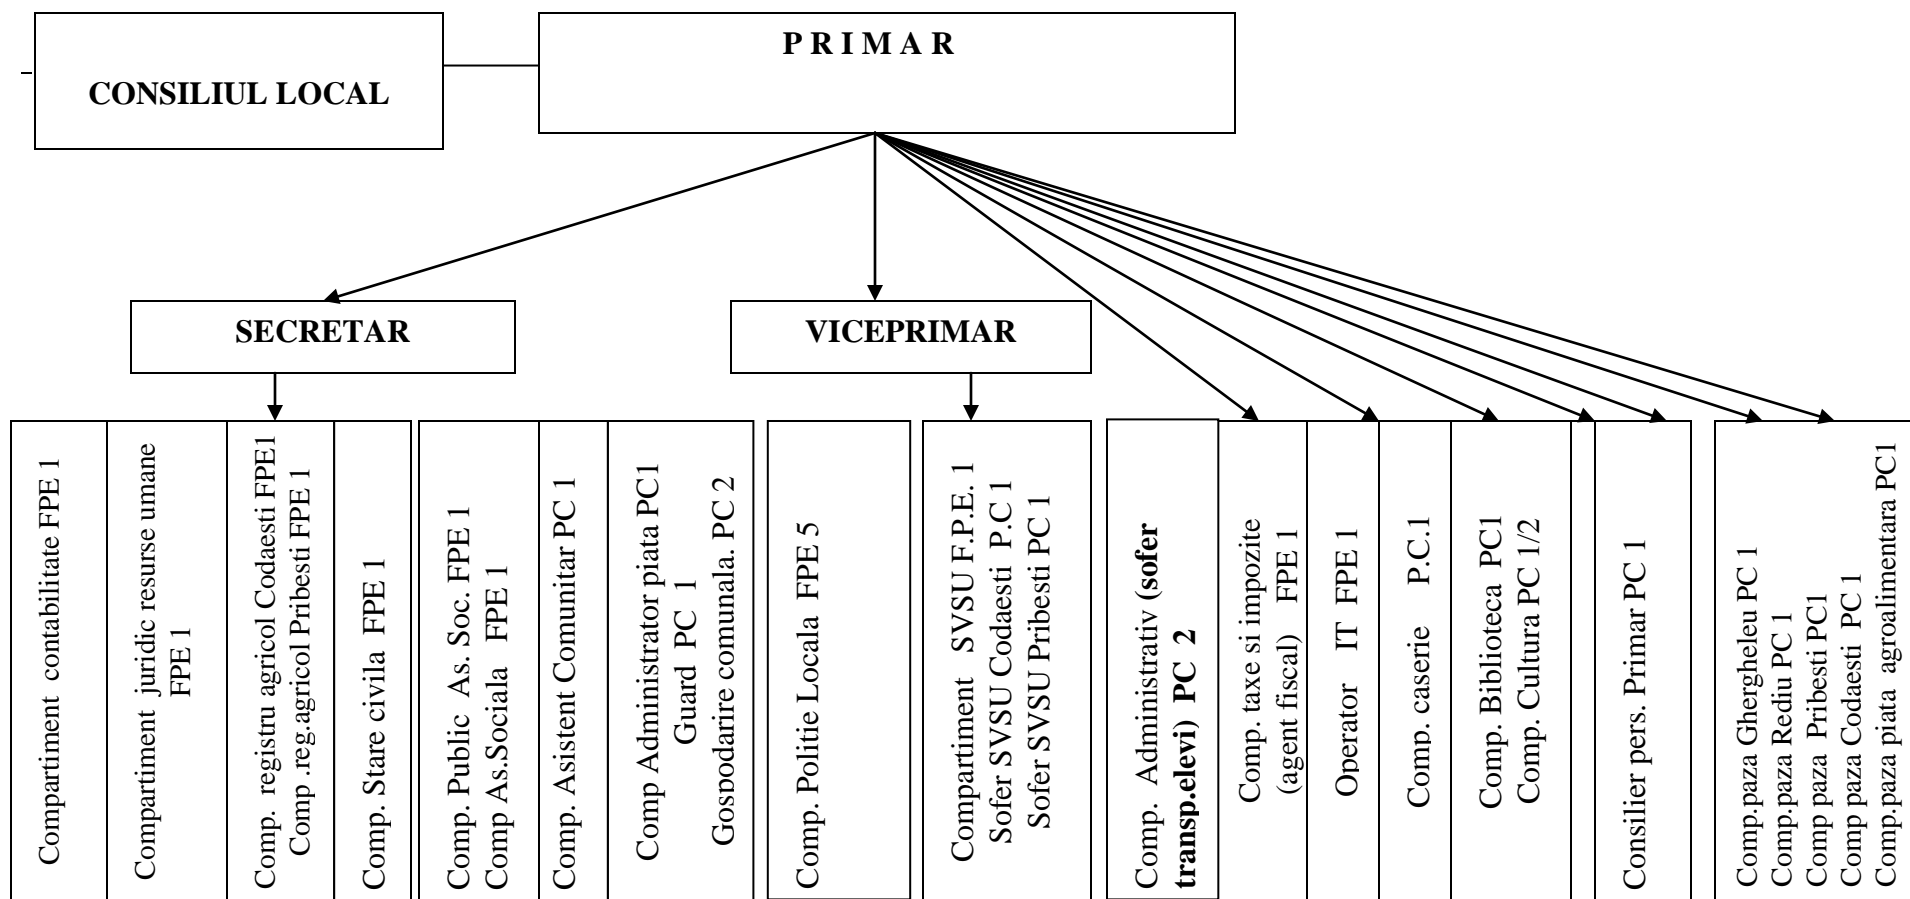 CONSILIUL LOCAL
P R I M A R
SECRETAR
VICEPRIMAR
Compartiment contabilitate FPE 1
Compartiment juridic resurse umane
FPE 1
Comp. registru agricol Codaesti FPE1
Comp .reg.agricol Pribesti FPE 1
Comp. Stare civila FPE 1
Comp. Public As. Soc. FPE 1
Comp As.Sociala FPE 1
Comp. Asistent Comunitar PC 1
Comp Administrator piata PC1
Guard PC 1
Gospodarire comunala. PC 2
Comp. Politie Locala FPE 5
Compartiment SVSU F.P.E. 1
Sofer SVSU Codaesti P.C 1
Sofer SVSU Pribesti PC 1
Comp. Administrativ (sofer
transp.elevi) PC 2
Comp. taxe si impozite
(agent fiscal) FPE 1
Operator IT FPE 1
Comp. caserie P.C.1
Comp. Biblioteca PC1
Comp. Cultura PC 1/2
Consilier pers. Primar PC 1
Comp.paza Ghergheleu PC 1
Comp.paza Rediu PC 1
Comp paza Pribesti PC1
Comp paza Codaesti PC 1
Comp.paza piata agroalimentara PC1